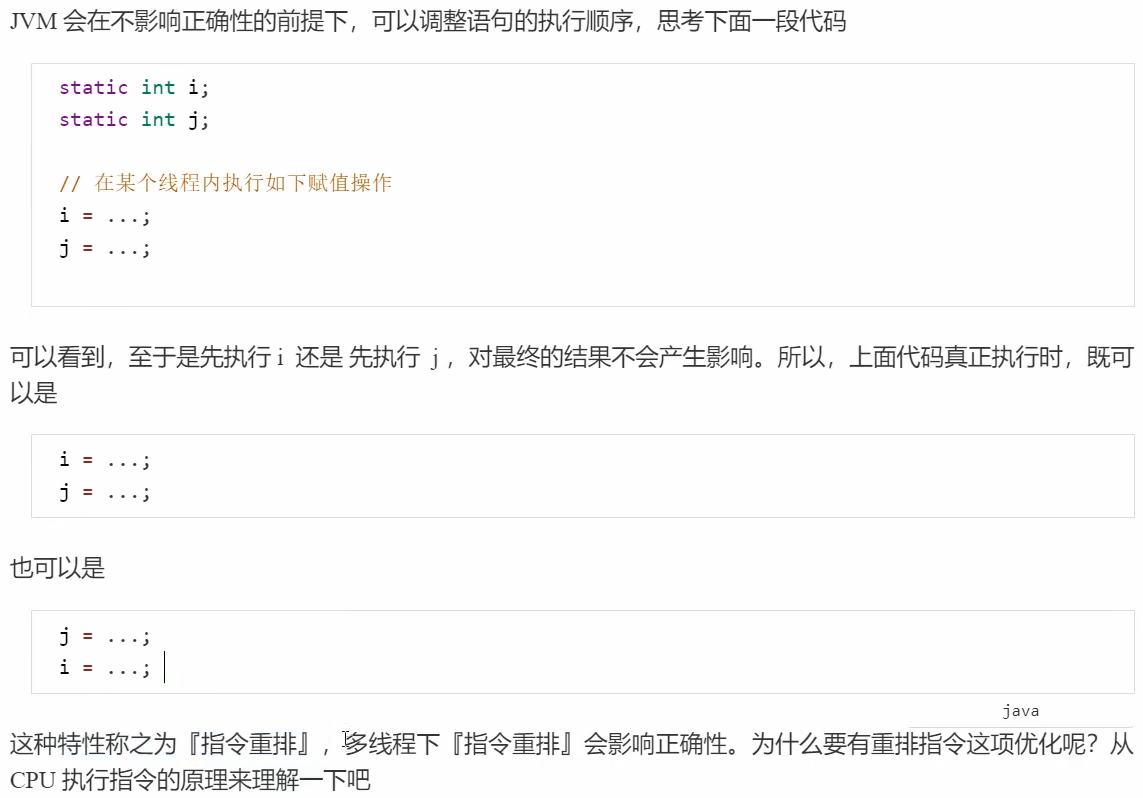 JVM 会在不影响正确性的前提下，可以调整语句的执行顺序，思考下面一段代码
static int i;
static int j;
// 在某个线程内执行如下赋值操作
i = ...;
j = ...;
可以看到，至于是先执行 i 还是 先执行 j ，对最终的结果不会产生影响。所以，上面代码真正执行时，既可
以是
i = ...;
j = ...;
也可以是
j = ...;
i = ...;
java
这种特性称之为『指令重排』，多线程下『指令重排』会影响正确性。为什么要有重排指令这项优化呢？从
CPU 执行指令的原理来理解一下吧